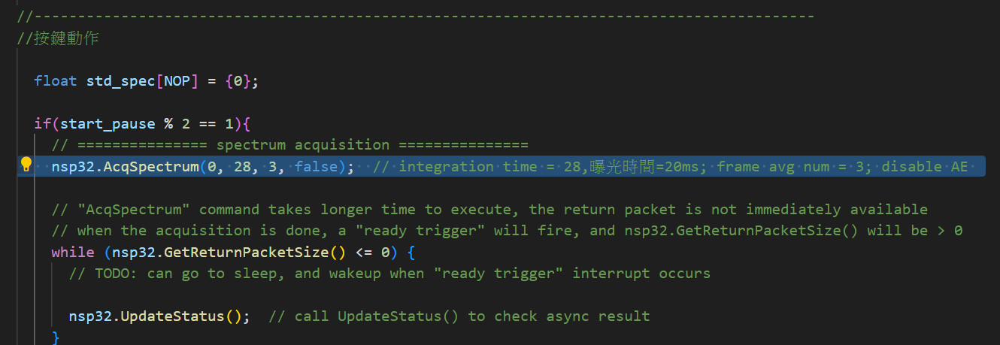 //------------------------------------------------------------------------------------------
//按鍵動作
float std_spec[NOP] = {0};
if(start_pause % 2 == 1){
// =============== spectrum acquisition ===============
nsp32.AcqSpectrum(0, 28, 3, false);  // integration time = 28,曝光時間=20ms; frame avg num = 3; disable AE
// "AcqSpectrum" command takes longer time to execute, the return packet is not immediately available
// when the acquisition is done, a "ready trigger" will fire, and nsp32.GetReturnPacketSize() will be > 0
while (nsp32.GetReturnPacketSize() <= 0) {
// TODO: can go to sleep, and wakeup when "ready trigger" interrupt occurs
nsp32.UpdateStatus();  // call UpdateStatus() to check async result
}